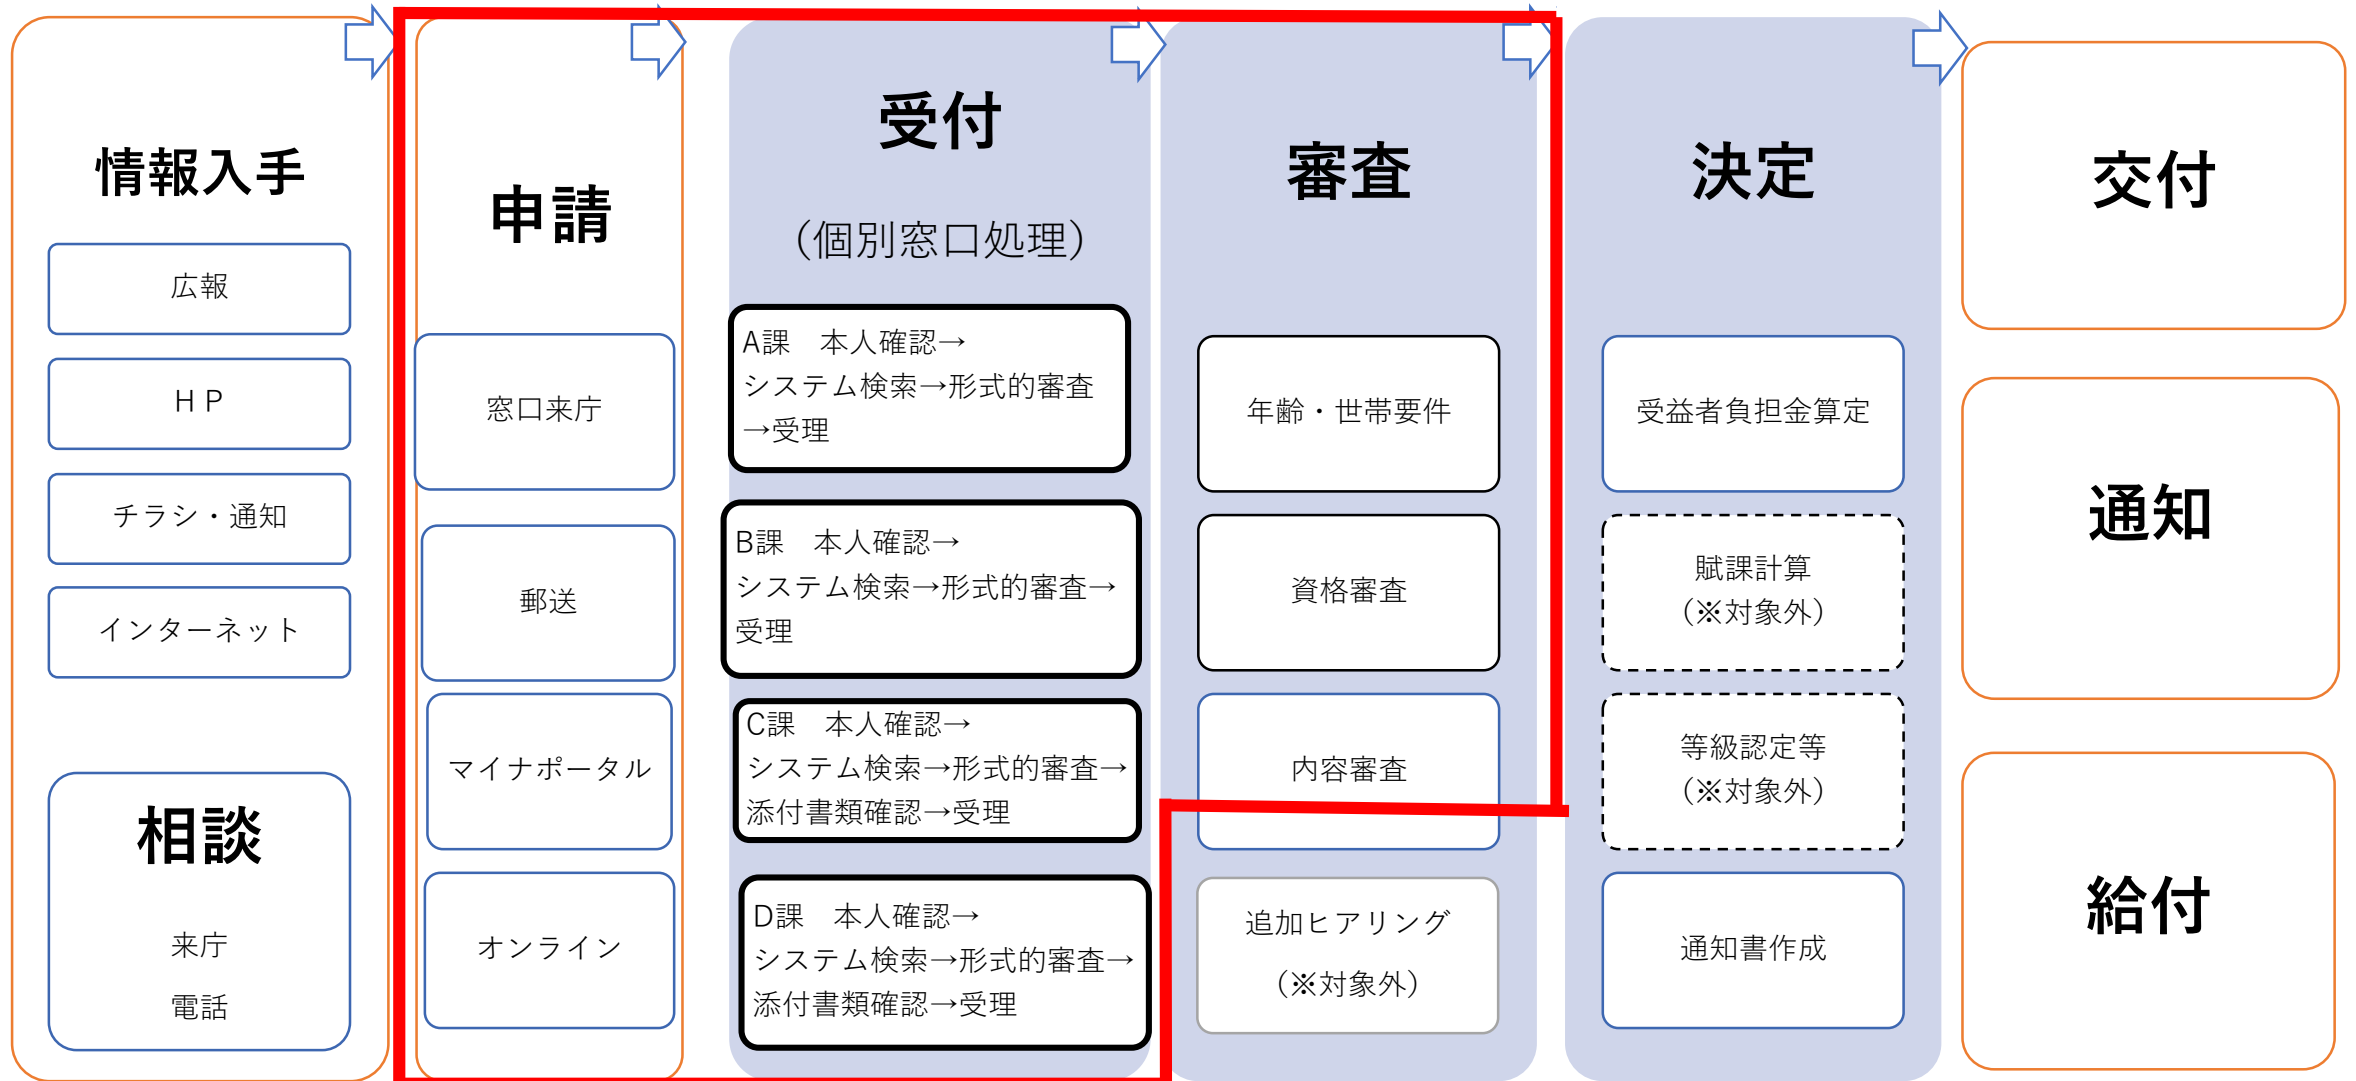 情報入手
広報
ＨＰ
チラシ・通知
インターネット
相談
来庁
電話
申請
窓口来庁
郵送
マイナポータル
オンライン
受付
（個別窓口処理）
A課　本人確認→
システム検索→形式的審査
→受理
B課　本人確認→
システム検索→形式的審査→
受理
C課　本人確認→
システム検索→形式的審査→
添付書類確認→受理
D課　本人確認→
システム検索→形式的審査→
添付書類確認→受理
審査
年齢・世帯要件
資格審査
内容審査
追加ヒアリング
（※対象外）
決定
受益者負担金算定
賦課計算
（※対象外）
等級認定等
（※対象外）
通知書作成
交付
通知
給付